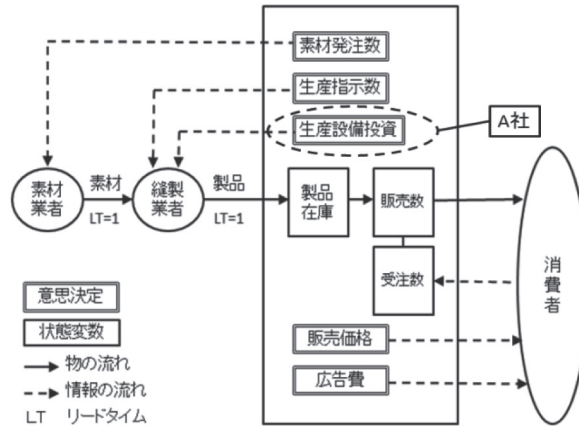 素材発注数
生産指示数
生産設備投資
A社
素材
業者
素材
LT=1
縫製
業者
製品
LT=1
製品
在庫
販売数
受注数
消費者
意思決定
状態変数
物の流れ
情報の流れ
LT リードタイム
販売価格
広告費